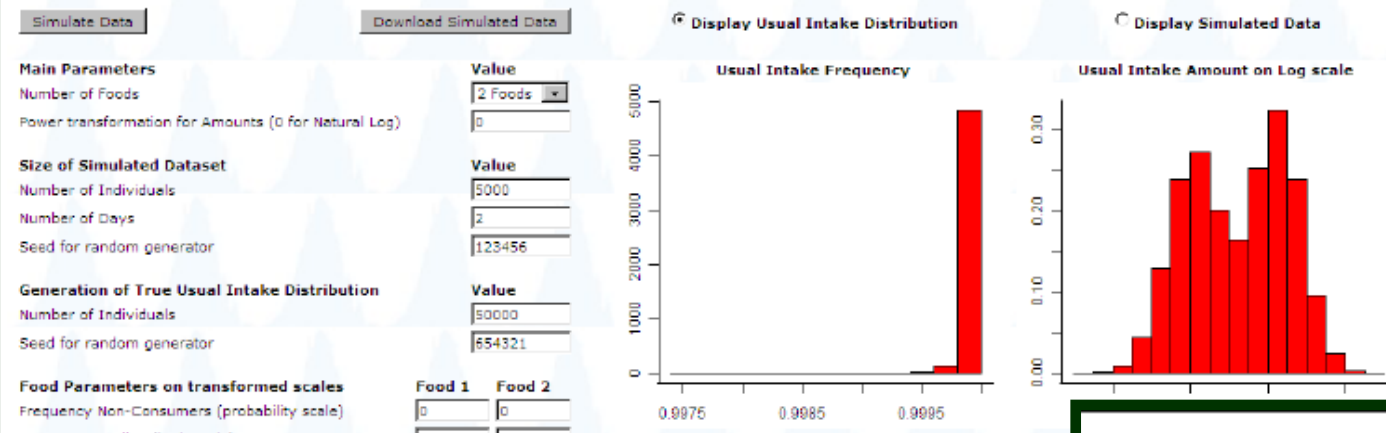 Simulate Data
Download Simulated Data
Display Usual Intake Distribution
Display Simulated Data
Main Parameters Value
Number of Foods 2 Foods
Power transformation for Amounts (0 for Natural Log) 0
Size of Simulated Dataset Value
Number of Individuals 5000
Number of Days 2
Seed for random generator 123456
Generation of True Usual Intake Distribution Value
Number of Individuals 50000
Seed for random generator 654321
Food Parameters on transformed scales Food 1 Food 2
Frequency Non-Consumers (probability scale) 0 0
Usual Intake Frequency
5000
4000
3000
2000
1000
0
0.9975 0.9985 0.9995
Usual Intake Amount on Log scale
0.30
0.20
0.10
0.00